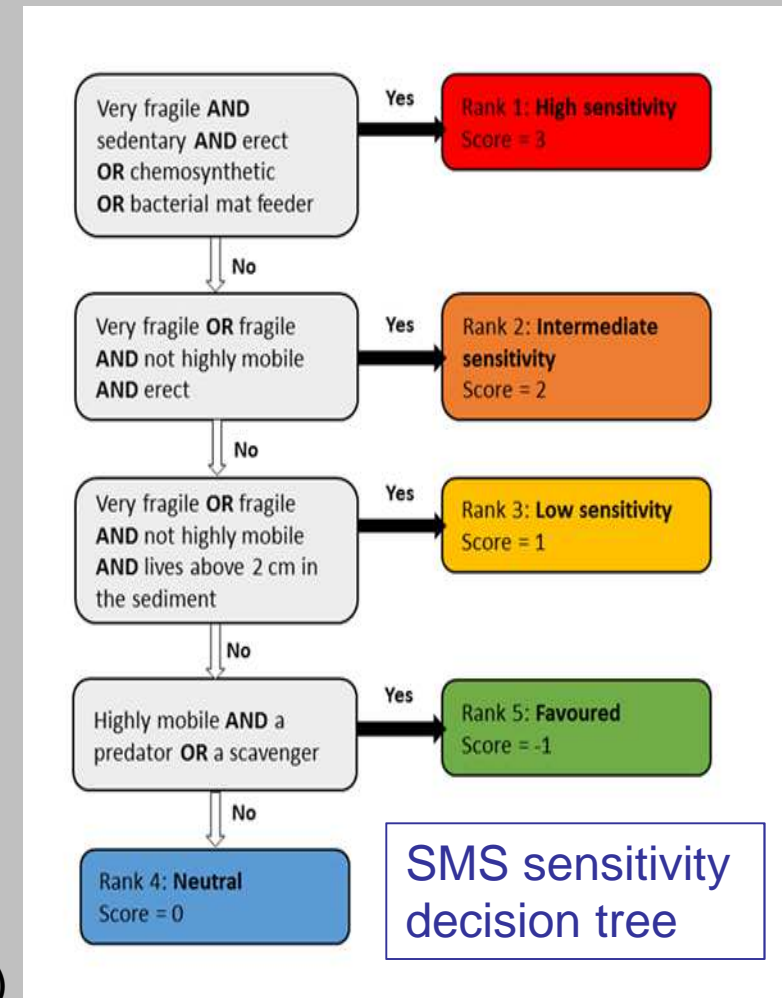 Very fragile AND
sedentary AND erect
OR chemosynthetic
OR bacterial mat feeder
Yes
Rank 1: High sensitivity
Score = 3
No
Very fragile OR fragile
AND not highly mobile
AND erect
Yes
Rank 2: Intermediate
sensitivity
Score = 2
No
Very fragile OR fragile
AND not highly mobile
AND lives above 2 cm in
the sediment
Yes
Rank 3: Low sensitivity
Score = 1
No
Highly mobile AND a
predator OR a scavenger
Yes
Rank 5: Favoured
Score = -1
No
Rank 4: Neutral
Score = 0
SMS sensitivity
decision tree
)